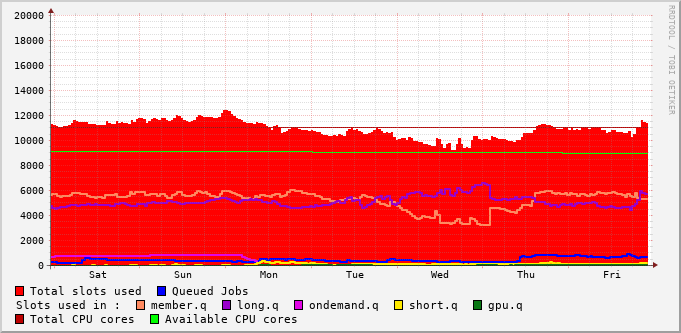 20000
18000
16000
14000
12000
10000
8000
6000
4000
2000
0
Sat Sun Mon Tue Wed Thu Fri
RRDTOOL / TOBI OETIKER
Total slots used Queued Jobs
Slots used in : member.q long.q ondemand.q short.q gpu.q
Total CPU cores Available CPU cores